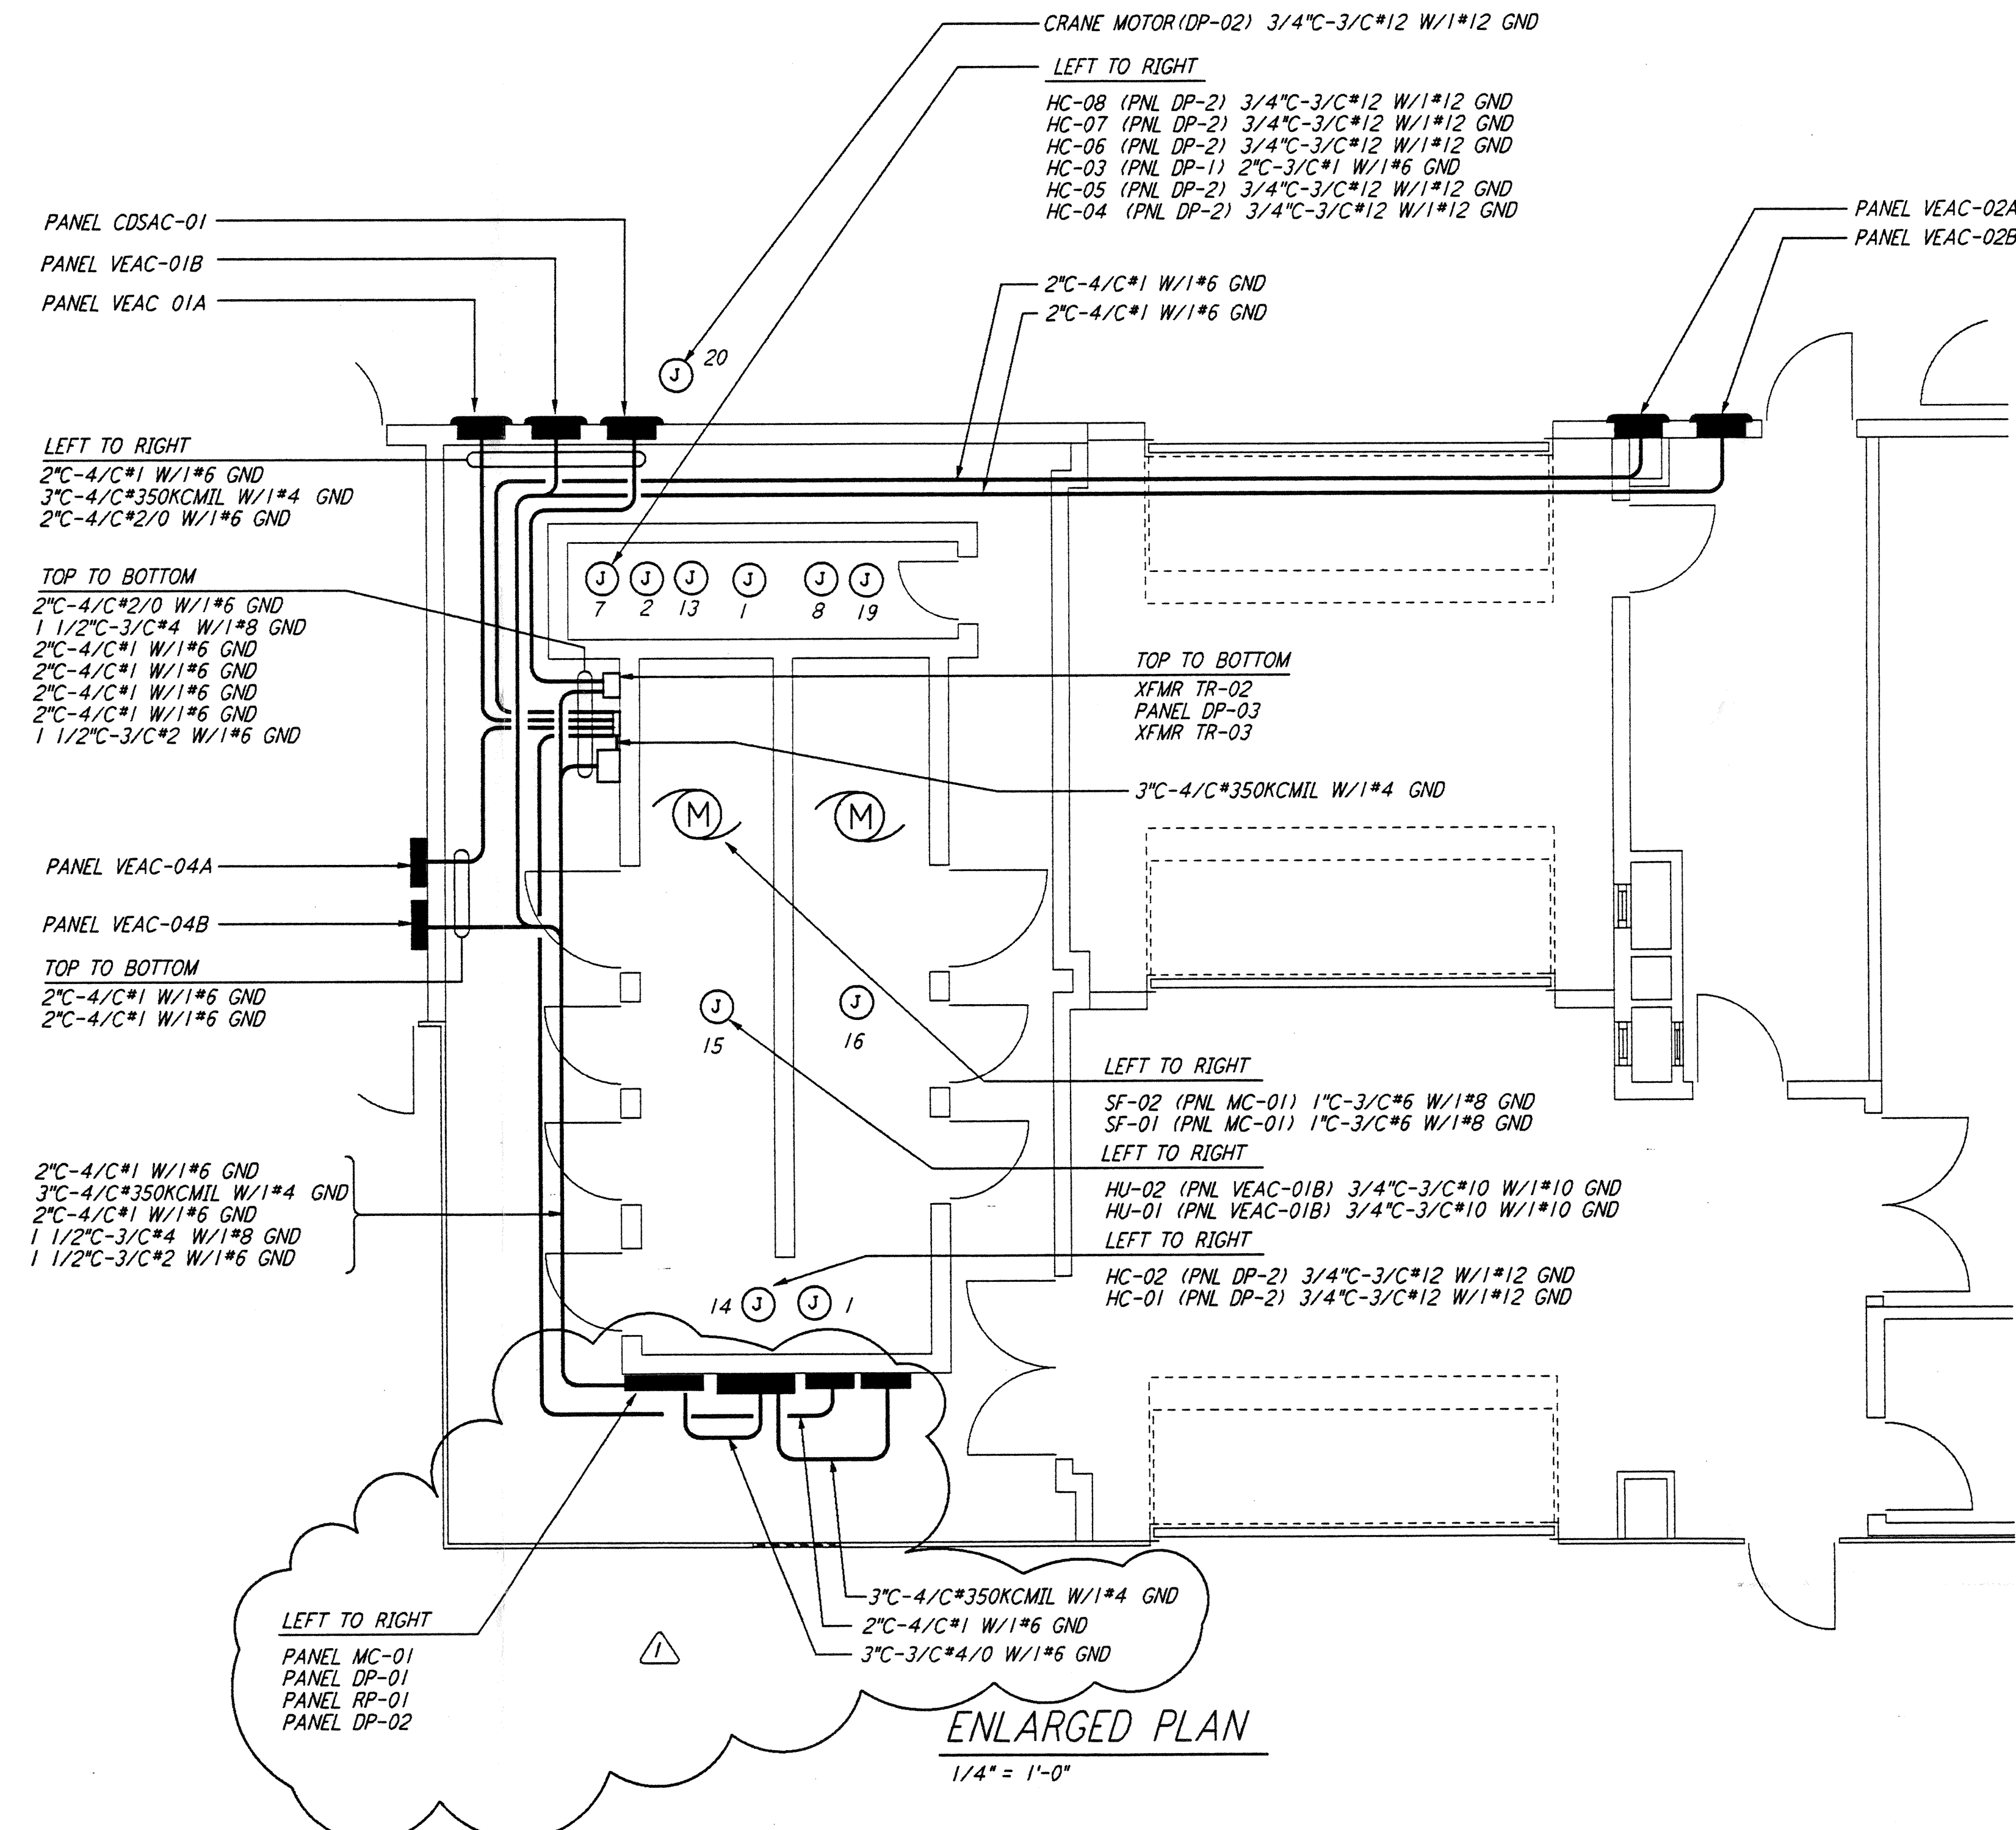 CRANE MOTOR(DP-02) 3/4"C-3/C#12 W/1#12 GND
LEFT TO RIGHT
HC-08 (PNL DP-2) 3/4"C-3/C#12 W/1#12 GND
HC-07 (PNL DP-2) 3/4"C-3/C#12 W/1#12 GND
HC-06 (PNL DP-2) 3/4"C-3/C#12 W/1#12 GND
HC-03 (PNL DP-1) 2"C-3/C#1 W/1#6 GND
HC-05 (PNL DP-2) 3/4"C-3/C#12 W/1#12 GND
HC-04 (PNL DP-2) 3/4"C-3/C#12 W/1#12 GND
PANEL CDSAC-01
PANEL VEAC-01B
PANEL VEAC 01A
PANEL VEAC-02A
PANEL VEAC-02B
2"C-4/C#1 W/1#6 GND
2"C-4/C#1 W/1#6 GND
J 20
LEFT TO RIGHT
2"C-4/C#1 W/1#6 GND
3"C-4/C#350KCMIL W/1#4 GND
2"C-4/C#2/0 W/1#6 GND
TOP TO BOTTOM
2"C-4/C#2/0 W/1#6 GND
1 1/2"C-3/C#4 W/1#8 GND
2"C-4/C#1 W/1#6 GND
2"C-4/C#1 W/1#6 GND
2"C-4/C#1 W/1#6 GND
2"C-4/C#1 W/1#6 GND
1 1/2"C-3/C#2 W/1#6 GND
J J J J J J
7 2 13 1 8 19
TOP TO BOTTOM
XFMR TR-02
PANEL DP-03
XFMR TR-03
3"C-4/C#350KCMIL W/1#4 GND
M M
PANEL VEAC-04A
PANEL VEAC-04B
TOP TO BOTTOM
2"C-4/C#1 W/1#6 GND
2"C-4/C#1 W/1#6 GND
J J
15 16
LEFT TO RIGHT
SF-02 (PNL MC-01) 1"C-3/C#6 W/1#8 GND
SF-01 (PNL MC-01) 1"C-3/C#6 W/1#8 GND
LEFT TO RIGHT
HU-02 (PNL VEAC-01B) 3/4"C-3/C#10 W/1#10 GND
HU-01 (PNL VEAC-01B) 3/4"C-3/C#10 W/1#10 GND
LEFT TO RIGHT
HC-02 (PNL DP-2) 3/4"C-3/C#12 W/1#12 GND
HC-01 (PNL DP-2) 3/4"C-3/C#12 W/1#12 GND
2"C-4/C#1 W/1#6 GND
3"C-4/C#350KCMIL W/1#4 GND
2"C-4/C#1 W/1#6 GND
1 1/2"C-3/C#4 W/1#8 GND
1 1/2"C-3/C#2 W/1#6 GND
14 J J 1
3"C-4/C#350KCMIL W/1#4 GND
2"C-4/C#1 W/1#6 GND
3"C-3/C#4/0 W/1#6 GND
LEFT TO RIGHT
PANEL MC-01
PANEL DP-01
PANEL RP-01
PANEL DP-02
1
ENLARGED PLAN
1/4" = 1'-0"